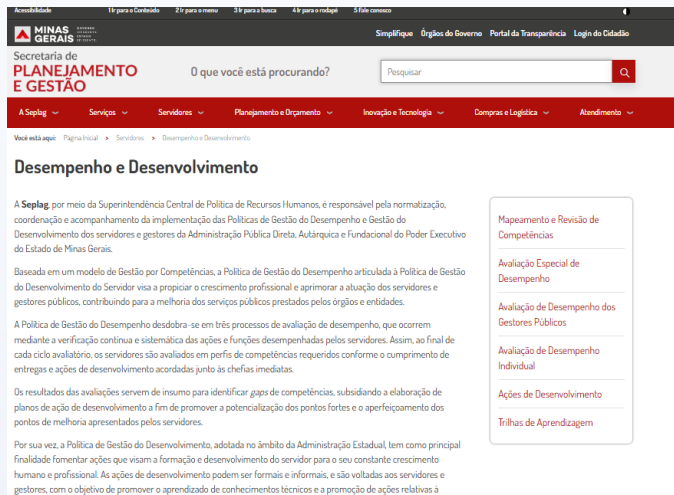 Acessibilidade 1 Ir para o Conteúdo 2 Ir para o menu 3 Ir para a busca 4 Ir para o rodapé 5 Fale conosco
MINAS
GERAIS
Simplifique Órgãos do Governo Portal da Transparência Login do Cidadão
Secretaria de
PLANEJAMENTO
E GESTÃO
O que você está procurando?
Pesquisar
A Seplag Serviços Servidores Planejamento e Orçamento Inovação e Tecnologia Compras e Logística Atendimento
Você está aqui: Página Inicial Servidores Desempenho e Desenvolvimento
Desempenho e Desenvolvimento
A Seplag, por meio da Superintendência Central de Política de Recursos Humanos, é responsável pela normatização,
coordenação e acompanhamento da implementação das Políticas de Gestão do Desempenho e Gestão do
Desenvolvimento dos servidores e gestores da Administração Pública Direta, Autárquica e Fundacional do Poder Executivo
do Estado de Minas Gerais.
Baseada em um modelo de Gestão por Competências, a Política de Gestão do Desempenho articulada à Política de Gestão
do Desenvolvimento do Servidor visa a propiciar o crescimento profissional e aprimorar a atuação dos servidores e
gestores públicos, contribuindo para a melhoria dos serviços públicos prestados pelos órgãos e entidades.
A Política de Gestão do Desempenho desdobra-se em três processos de avaliação de desempenho, que ocorrem
mediante a verificação contínua e sistemática das ações e funções desempenhadas pelos servidores. Assim, ao final de
cada ciclo avaliatório, os servidores são avaliados em perfis de competências requeridos conforme o cumprimento de
entregas e ações de desenvolvimento acordadas junto às chefias imediatas.
Os resultados das avaliações servem de insumo para identificar gaps de competências, subsidiando a elaboração de
planos de ação de desenvolvimento a fim de promover a potencialização dos pontos fortes e o aperfeiçoamento dos
pontos de melhoria apresentados pelos servidores.
Por sua vez, a Política de Gestão do Desenvolvimento, adotada no âmbito da Administração Estadual, tem como principal
finalidade fomentar ações que visam a formação e desenvolvimento do servidor para o seu constante crescimento
humano e profissional. As ações de desenvolvimento podem ser formais e informais, e são voltadas aos servidores e
gestores, com o objetivo de promover o aprendizado de conhecimentos técnicos e a promoção de ações relativas à
Mapeamento e Revisão de
Competências
Avaliação Especial de
Desempenho
Avaliação de Desempenho dos
Gestores Públicos
Avaliação de Desempenho
Individual
Ações de Desenvolvimento
Trilhas de Aprendizagem